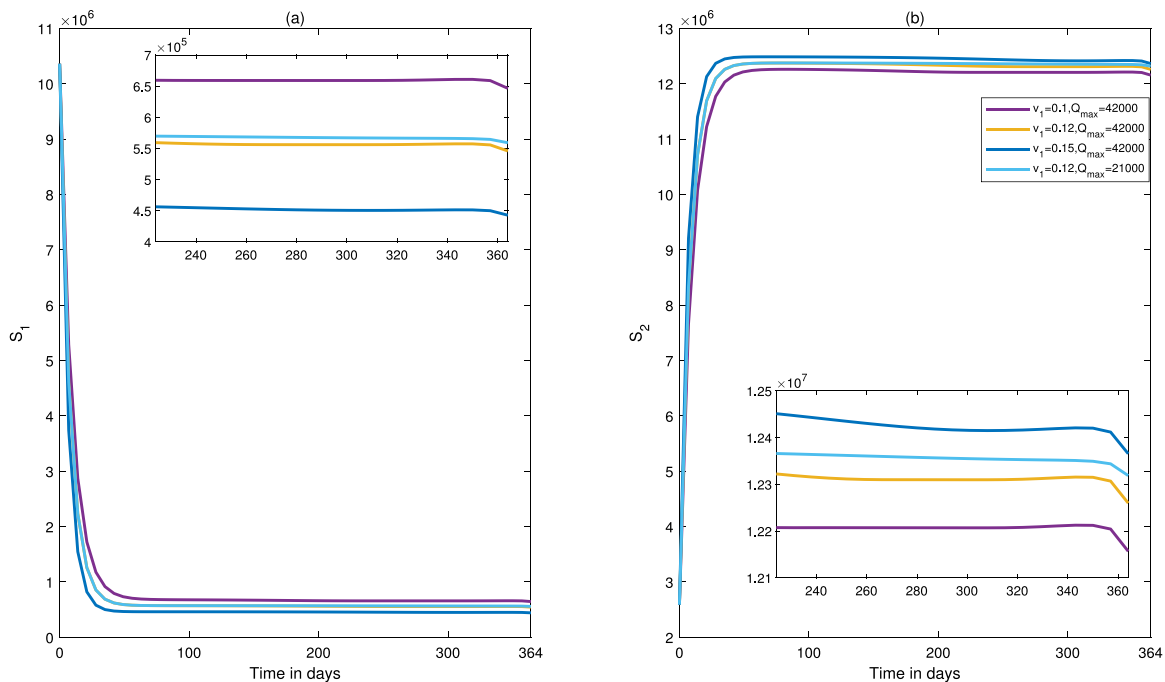 (a)
×10^6
11
10
9
8
7
6
5
4
3
2
1
0
S_1
0 100 200 300 364
Time in days
×10^5
7
6.5
6
5.5
5
4.5
4
240 260 280 300 320 340 360
(b)
×10^6
13
12
11
10
9
8
7
6
5
4
3
2
S_2
0 100 200 300 364
Time in days
v_1=0.1,Q_max=42000
v_1=0.12,Q_max=42000
v_1=0.15,Q_max=42000
v_1=0.12,Q_max=21000
×10^7
1.25
1.24
1.23
1.22
1.21
240 260 280 300 320 340 360